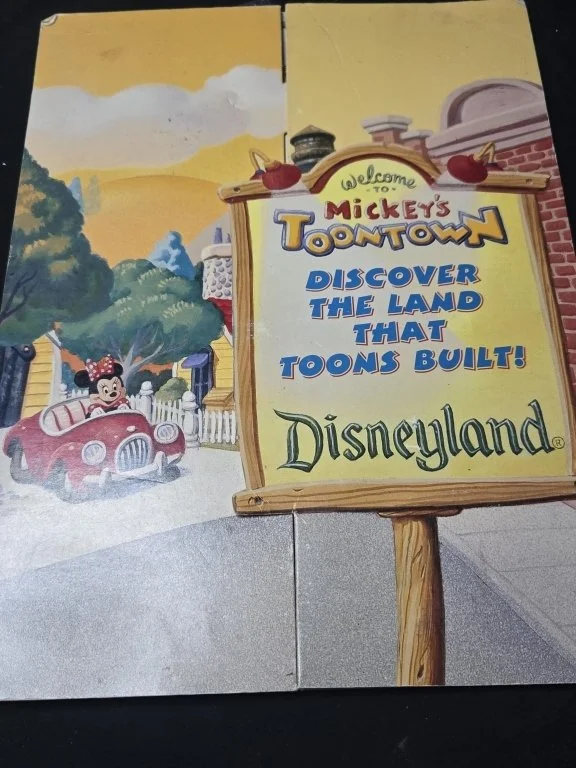 Welcome
-TO-
MICKEY'S
TOONTOWN
DISCOVER
THE LAND
THAT
TOONS BUILT!
Disneyland®